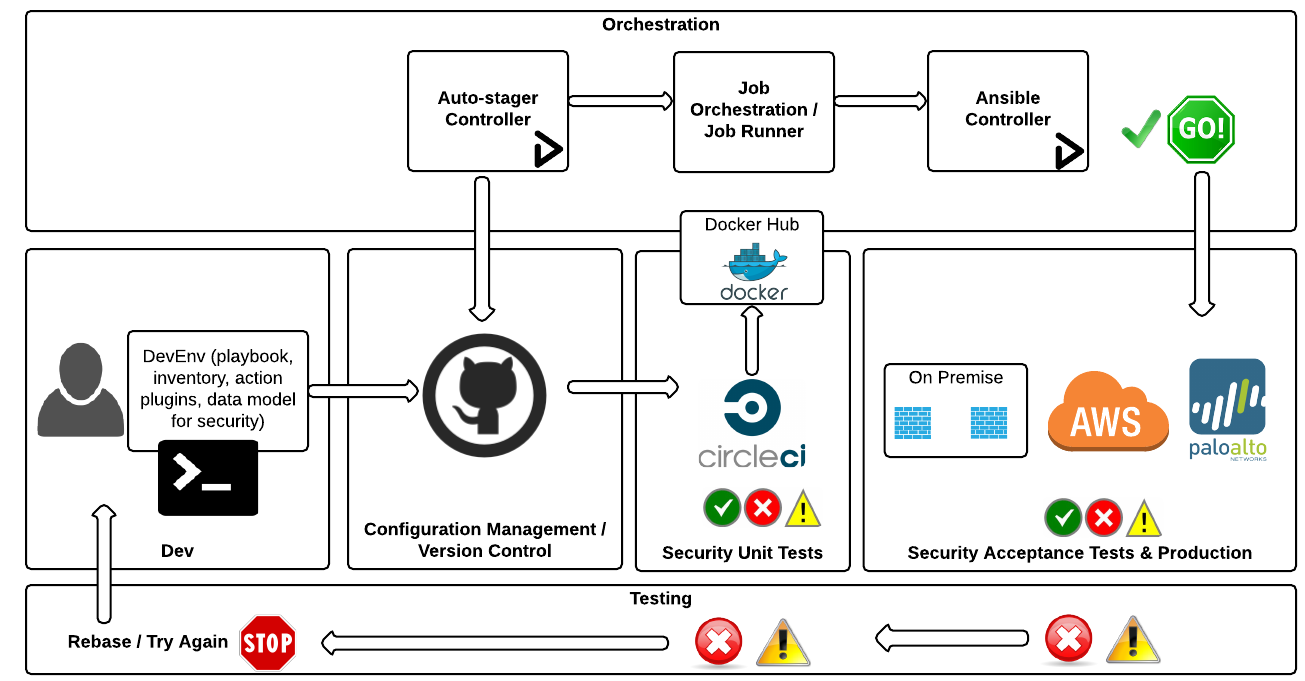 Orchestration
Auto-stager
Controller
Job
Orchestration /
Job Runner
Ansible
Controller
GO!
Docker Hub
docker
DevEnv (playbook,
inventory, action
plugins, data model
for security)
>_
Dev
Configuration Management /
Version Control
circleci
Security Unit Tests
On Premise
AWS
paloalto
NETWORKS
Security Acceptance Tests & Production
Testing
Rebase / Try Again
STOP